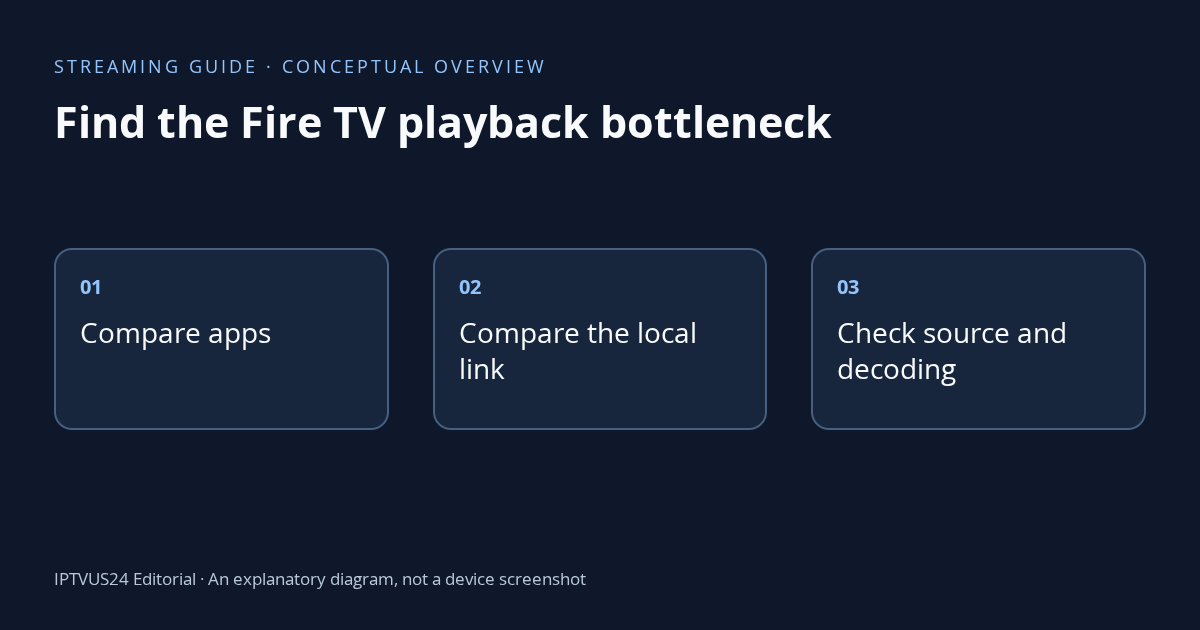 STREAMING GUIDE · CONCEPTUAL OVERVIEW
Find the Fire TV playback bottleneck
01
Compare apps
02
Compare the local
link
03
Check source and
decoding
IPTVUS24 Editorial · An explanatory diagram, not a device screenshot